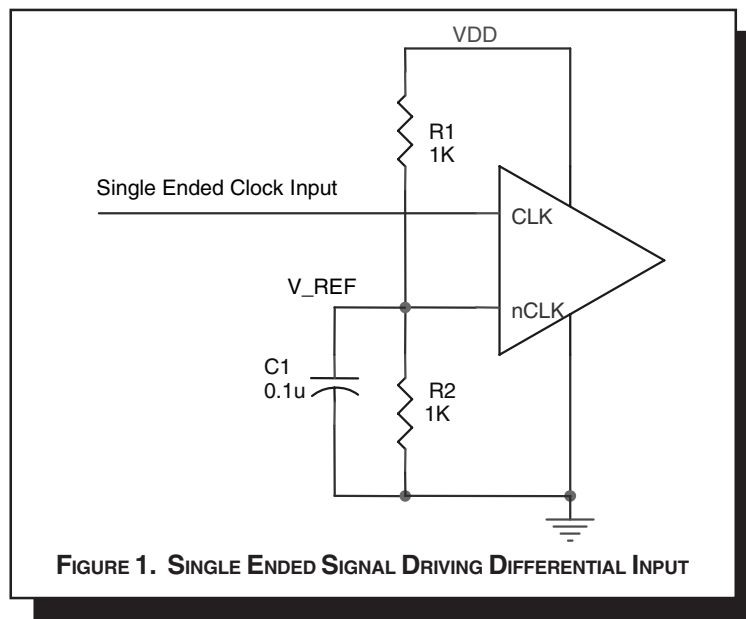 VDD
R1
1K
Single Ended Clock Input
CLK
V_REF
nCLK
C1
0.1u
R2
1K
FIGURE 1. SINGLE ENDED SIGNAL DRIVING DIFFERENTIAL INPUT